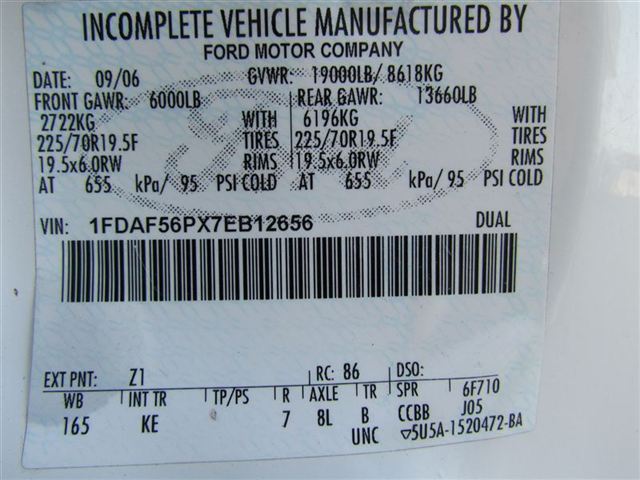 INCOMPLETE VEHICLE MANUFACTURED BY
FORD MOTOR COMPANY
DATE: 09/06 GVWR: 19000LB/ 8618KG
FRONT GAWR: 6000LB REAR GAWR: 13660LB
2722KG WITH 6196KG WITH
225/70R19.5F TIRES 225/70R19.5F TIRES
19.5x6.0RW RIMS 19.5x6.0RW RIMS
AT 655 kPa/ 95 PSI COLD AT 655 kPa/ 95 PSI COLD
VIN: 1FDAF56PX7EB12656 DUAL
EXT PNT: Z1 RC: 86 DSO:
WB INT TR TP/PS R AXLE TR SPR 6F710
165 KE 7 8L B CCBB J05
UNC ▽5U5A-1520472-BA